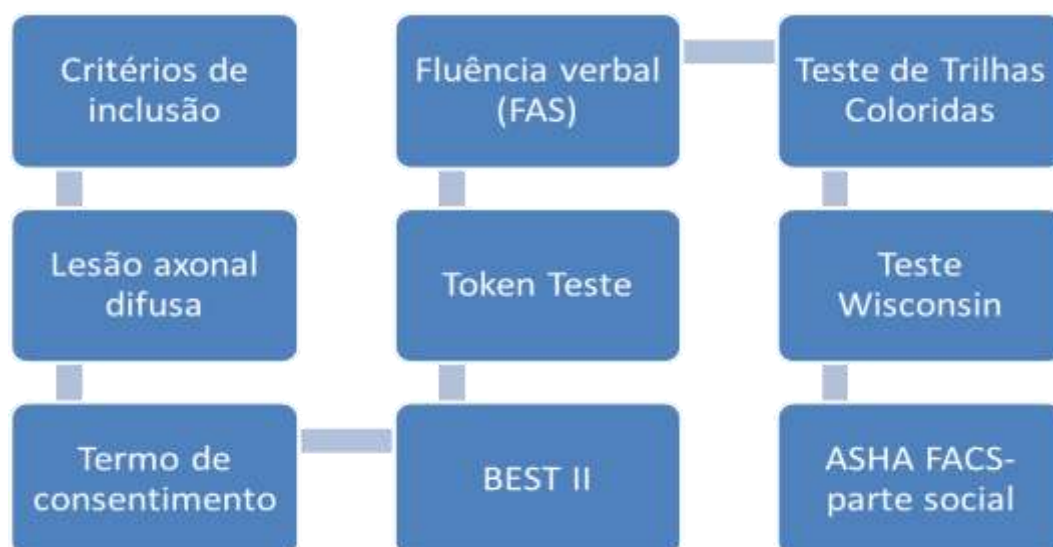 Critérios de
inclusão
Lesão axonal
difusa
Termo de
consentimento
BEST II
Token Teste
Fluência verbal
(FAS)
Teste de Trilhas
Coloridas
Teste
Wisconsin
ASHA FACS-
parte social